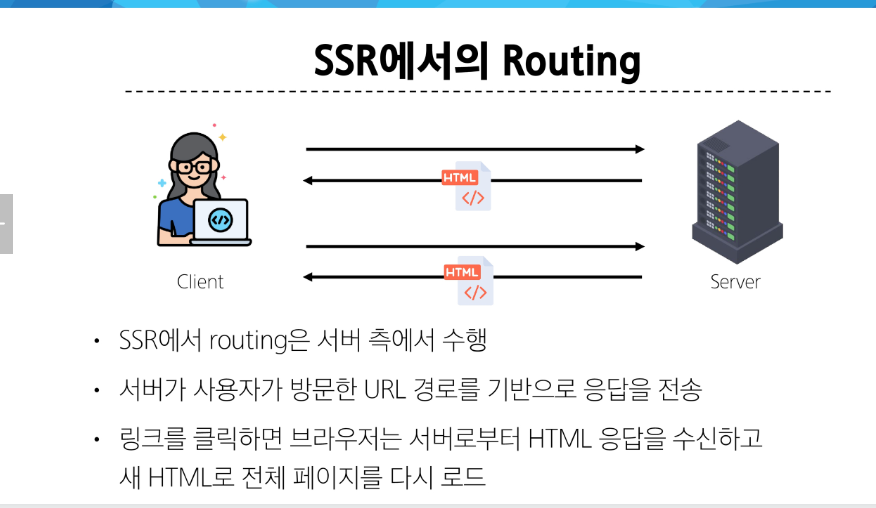 SSR에서의 Routing
HTML
</>
</>
HTML
</>
Client
Server
• SSR에서 routing은 서버 측에서 수행
• 서버가 사용자가 방문한 URL 경로를 기반으로 응답을 전송
• 링크를 클릭하면 브라우저는 서버로부터 HTML 응답을 수신하고
새 HTML로 전체 페이지를 다시 로드